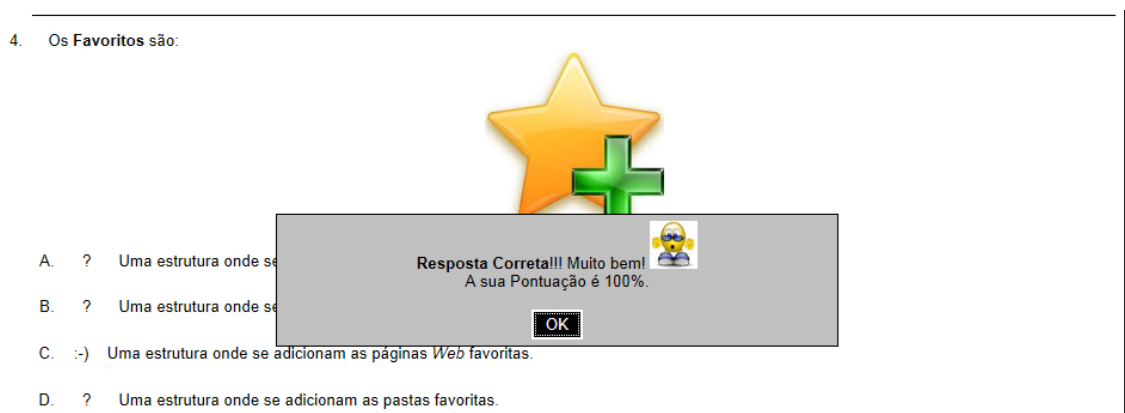 4. Os Favoritos são:
A. ? Uma estrutura onde se
Resposta Correta!!! Muito bem!
A sua Pontuação é 100%.
B. ? Uma estrutura onde se
OK
C. :-) Uma estrutura onde se adicionam as páginas Web favoritas.
D. ? Uma estrutura onde se adicionam as pastas favoritas.